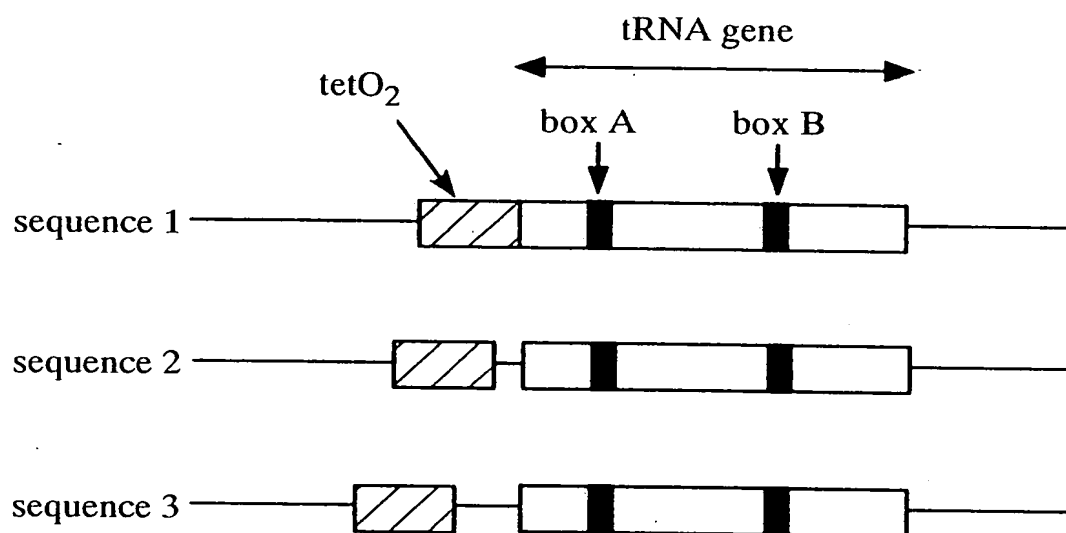 tRNA gene
tetO₂
box A
box B
sequence 1
sequence 2
sequence 3